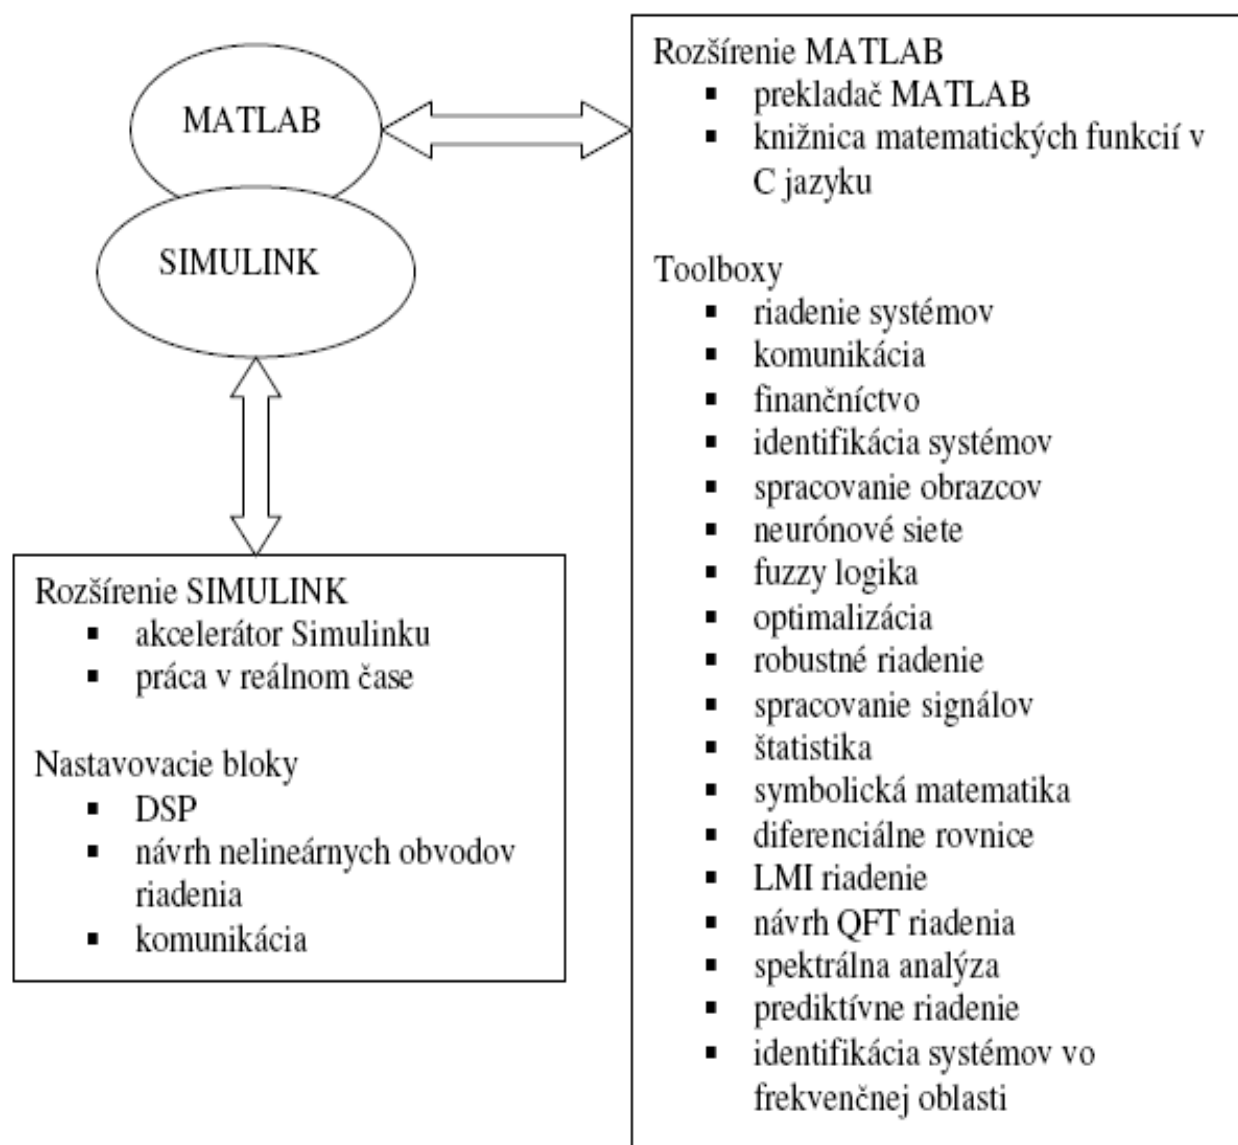 MATLAB
SIMULINK
Rozšírenie MATLAB
▪ prekladač MATLAB
▪ knižnica matematických funkcií v
C jazyku
Toolboxy
▪ riadenie systémov
▪ komunikácia
▪ finančníctvo
▪ identifikácia systémov
▪ spracovanie obrazcov
▪ neurónové siete
▪ fuzzy logika
▪ optimalizácia
▪ robustné riadenie
▪ spracovanie signálov
▪ štatistika
▪ symbolická matematika
▪ diferenciálne rovnice
▪ LMI riadenie
▪ návrh QFT riadenia
▪ spektrálna analýza
▪ prediktívne riadenie
▪ identifikácia systémov vo
frekvenčnej oblasti
Rozšírenie SIMULINK
▪ akcelerátor Simulinku
▪ práca v reálnom čase
Nastavovacie bloky
▪ DSP
▪ návrh nelineárnych obvodov
riadenia
▪ komunikácia